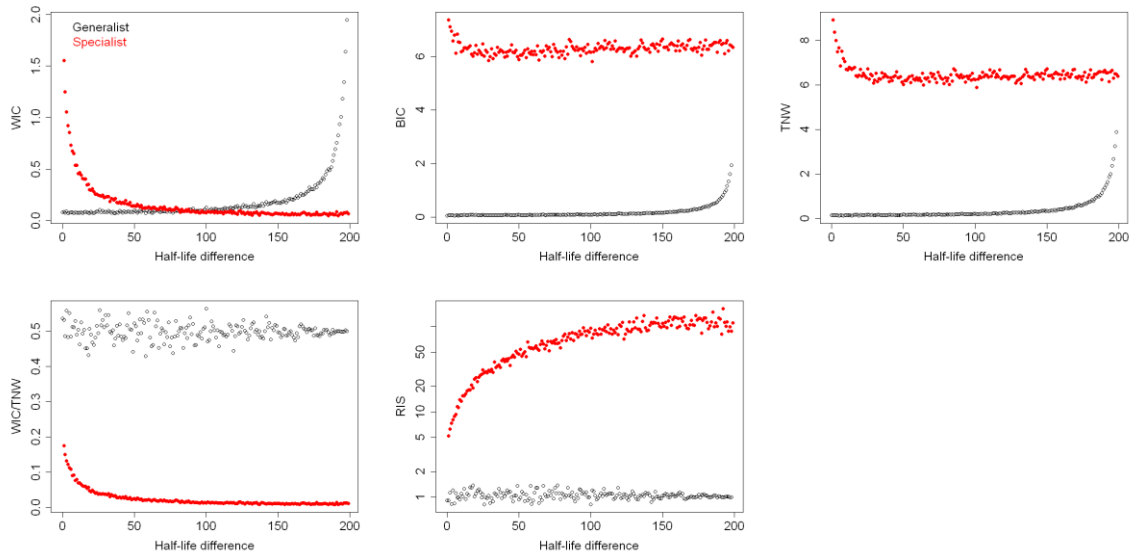 Generalist
Specialist
WIC
0.0 0.5 1.0 1.5 2.0
0 50 100 150 200
Half-life difference
BIC
0 2 4 6
0 50 100 150 200
Half-life difference
TNW
0 2 4 6 8
0 50 100 150 200
Half-life difference
WIC/TNW
0.0 0.1 0.2 0.3 0.4 0.5
0 50 100 150 200
Half-life difference
RIS
1 2 5 10 20 50
0 50 100 150 200
Half-life difference